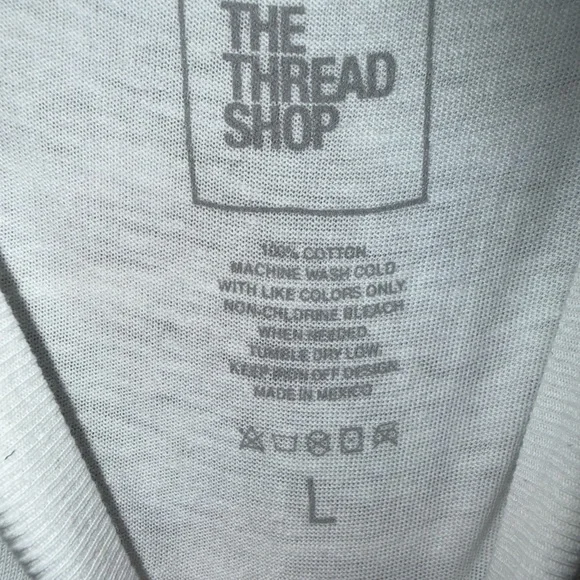 THE
THREAD
SHOP
100% COTTON.
MACHINE WASH COLD
WITH LIKE COLORS ONLY.
NON-CHLORINE BLEACH
WHEN NEEDED.
TUMBLE DRY LOW.
KEEP IRON OFF DESIGN.
MADE IN MEXICO
L